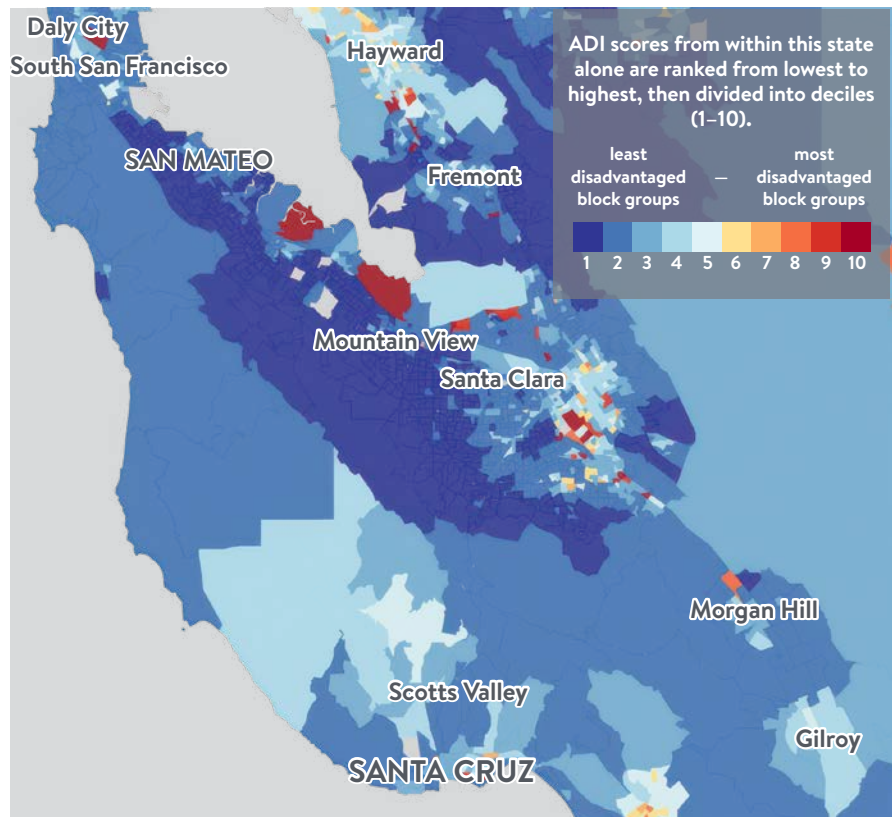 Daly City
South San Francisco
Hayward
SAN MATEO
Fremont
ADI scores from within this state
alone are ranked from lowest to
highest, then divided into deciles
(1–10).
least
disadvantaged
block groups
–
most
disadvantaged
block groups
1 2 3 4 5 6 7 8 9 10
Mountain View
Santa Clara
Morgan Hill
Scotts Valley
Gilroy
SANTA CRUZ